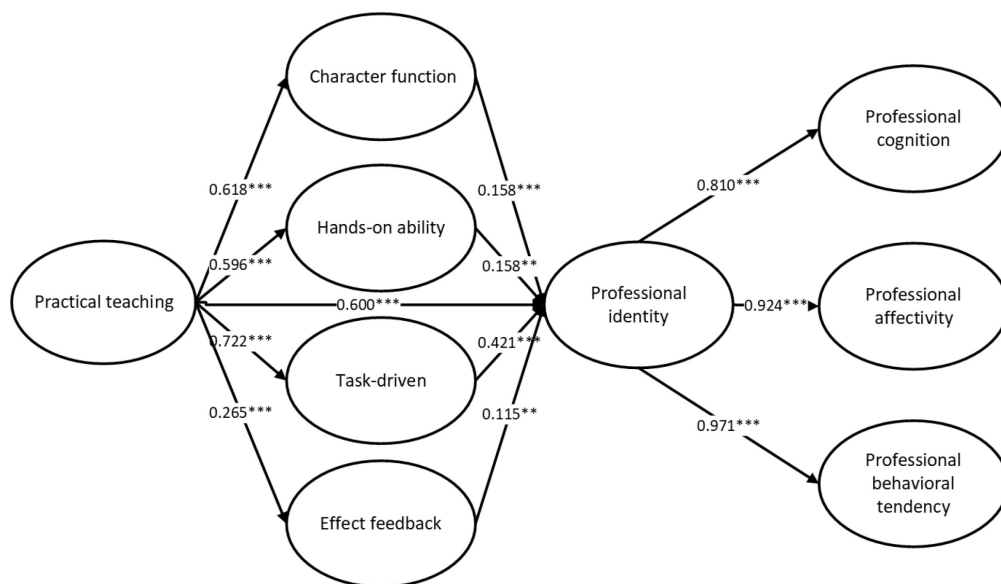 Character function
Professional
cognition
0.618***
0.158***
0.810***
Hands-on ability
0.596***
0.158**
Practical teaching
0.600***
Professional
identity
0.924***
Professional
affectivity
0.722***
0.421***
Task-driven
0.265***
0.115**
0.971***
Professional
behavioral
tendency
Effect feedback